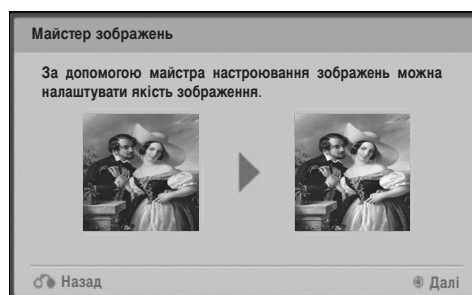 Майстер зображень
За допомогою майстра настроювання зображень можна
налаштувати якість зображення.
Назад
Далі